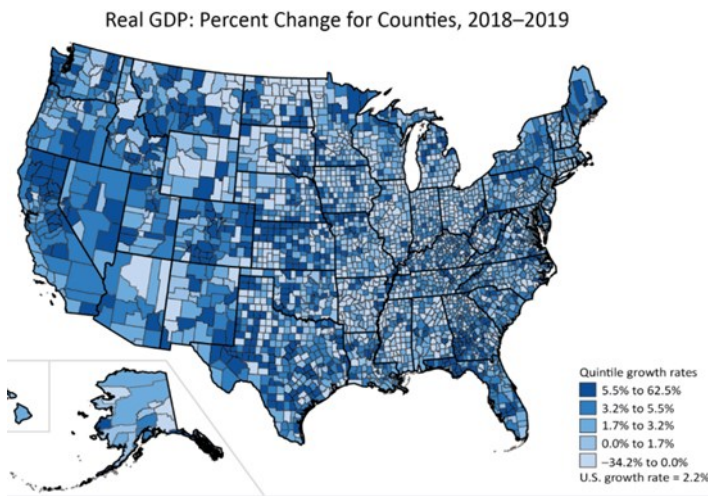 Real GDP: Percent Change for Counties, 2018–2019
Quintile growth rates
5.5% to 62.5%
3.2% to 5.5%
1.7% to 3.2%
0.0% to 1.7%
–34.2% to 0.0%
U.S. growth rate = 2.2%